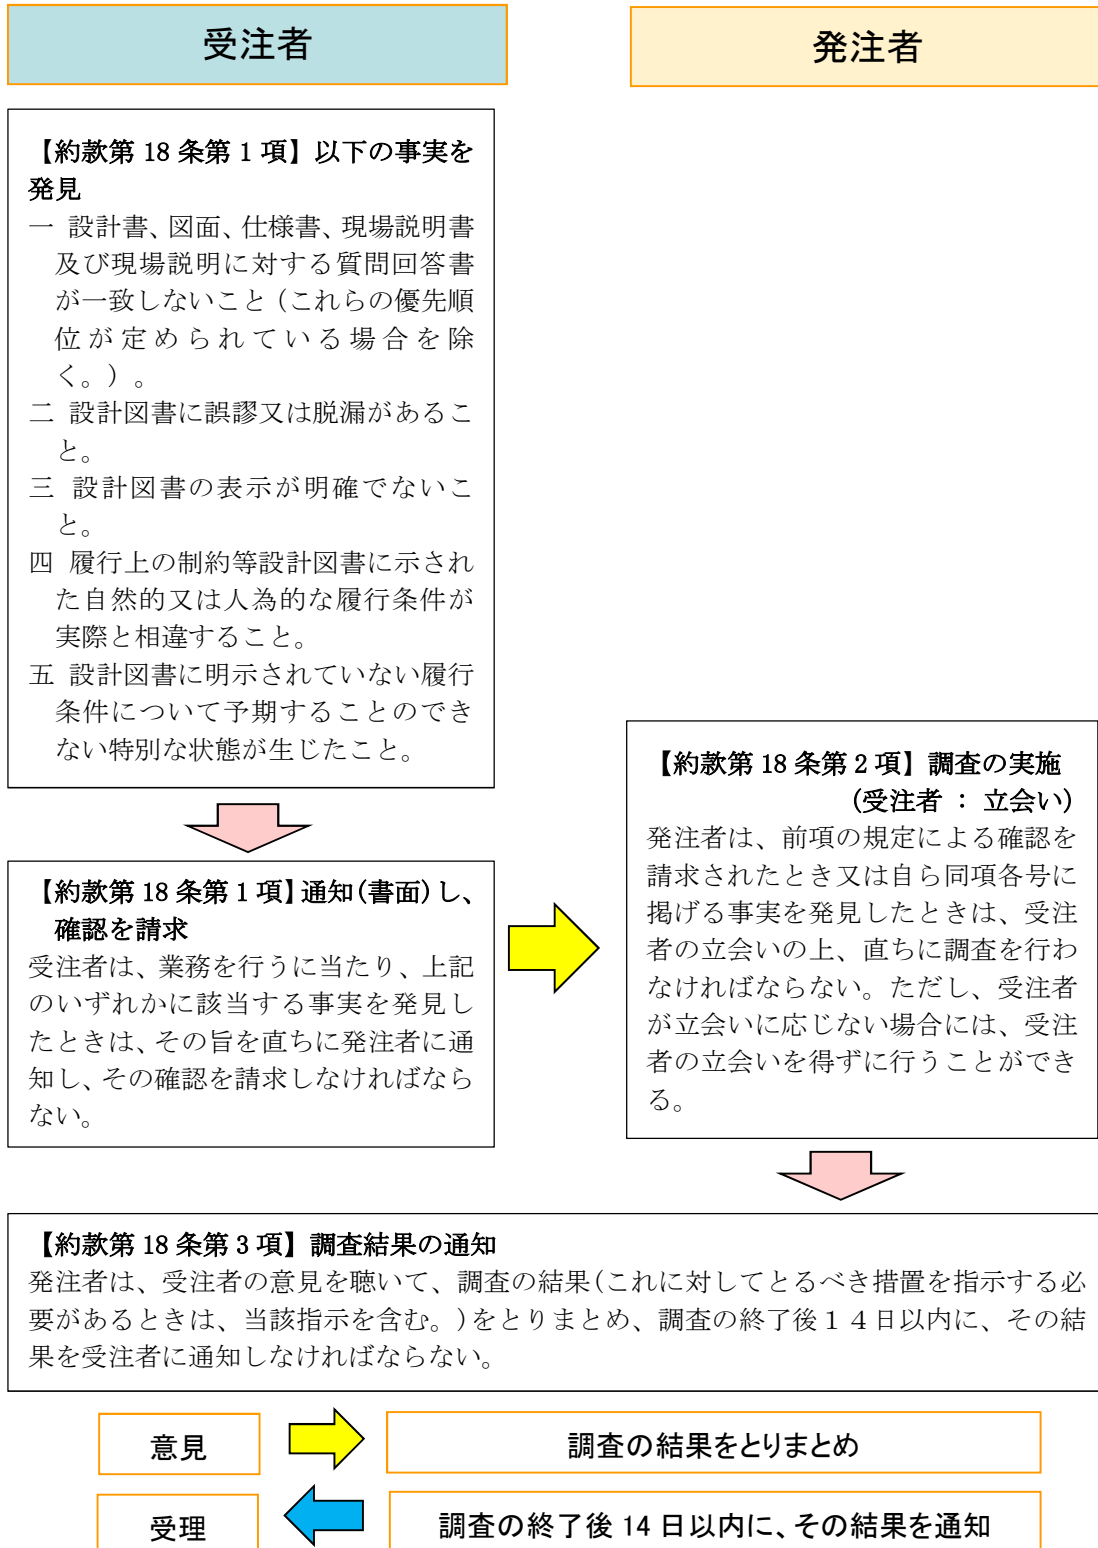 受注者
発注者
【約款第 18 条第 1 項】以下の事実を
発見
一 設計書、図面、仕様書、現場説明書
及び現場説明に対する質問回答書
が一致しないこと（これらの優先順
位が定められている場合を除
く。）。
二 設計図書に誤謬又は脱漏があるこ
と。
三 設計図書の表示が明確でないこ
と。
四 履行上の制約等設計図書に示され
た自然的又は人為的な履行条件が
実際と相違すること。
五 設計図書に明示されていない履行
条件について予期することのでき
ない特別な状態が生じたこと。
【約款第 18 条第 1 項】通知(書面)し、
確認を請求
受注者は、業務を行うに当たり、上記
のいずれかに該当する事実を発見し
たときは、その旨を直ちに発注者に通
知し、その確認を請求しなければなら
ない。
【約款第 18 条第 2 項】調査の実施
(受注者 : 立会い)
発注者は、前項の規定による確認を
請求されたとき又は自ら同項各号に
掲げる事実を発見したときは、受注
者の立会いの上、直ちに調査を行わ
なければならない。ただし、受注者
が立会いに応じない場合には、受注
者の立会いを得ずに行うことができ
る。
【約款第 18 条第 3 項】調査結果の通知
発注者は、受注者の意見を聴いて、調査の結果(これに対してとるべき措置を指示する必
要があるときは、当該指示を含む。)をとりまとめ、調査の終了後１４日以内に、その結
果を受注者に通知しなければならない。
意見
調査の結果をとりまとめ
受理
調査の終了後 14 日以内に、その結果を通知